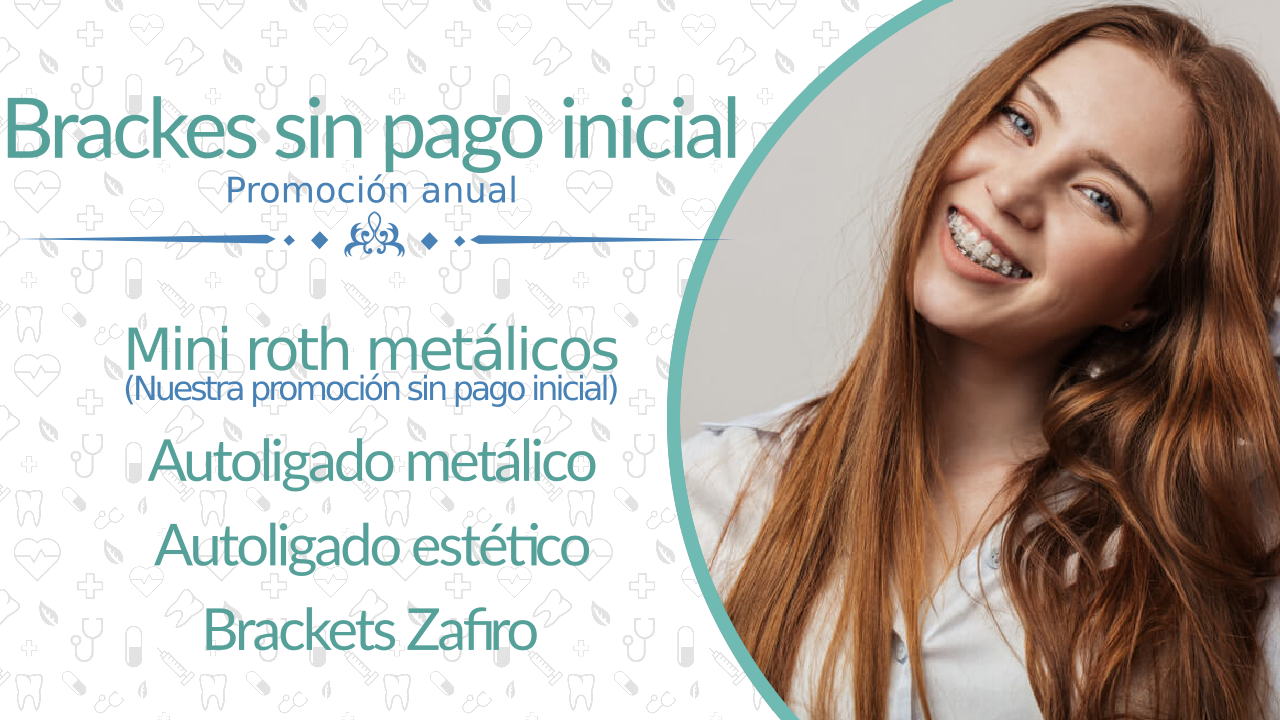 Brackes sin pago inicial
Promoción anual
Mini roth metálicos
(Nuestra promoción sin pago inicial)
Autoligado metálico
Autoligado estético
Brackets Zafiro